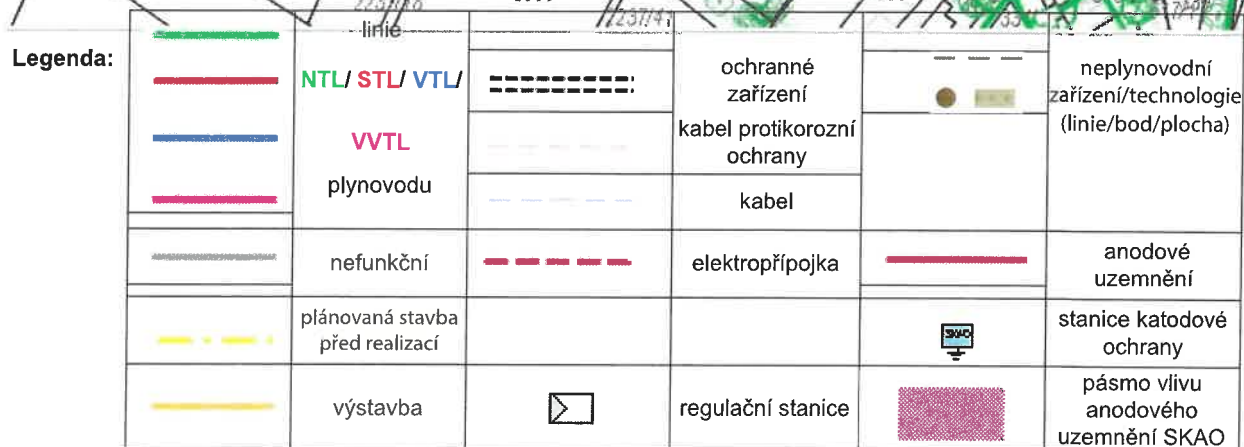 2237/41
Legenda:
linie
NTL/ STL/ VTL/
VVTL
plynovodu
ochranné
zařízení
kabel protikorozní
ochrany
kabel
neplynovodní
zařízení/technologie
(linie/bod/plocha)
nefunkční
elektropřípojka
anodové
uzemnění
plánovaná stavba
před realizací
SKAO
stanice katodové
ochrany
výstavba
regulační stanice
pásmo vlivu
anodového
uzemnění SKAO